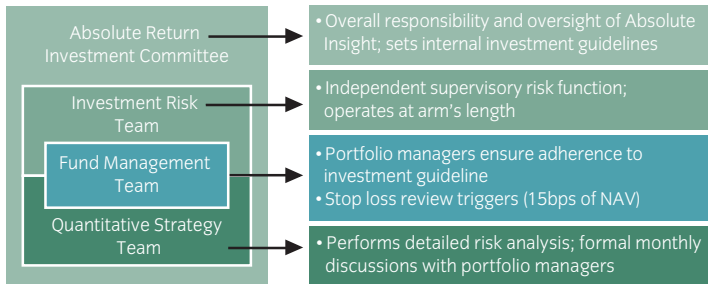 Absolute Return
Investment Committee
• Overall responsibility and oversight of Absolute
Insight; sets internal investment guidelines
Investment Risk
Team
• Independent supervisory risk function;
operates at arm's length
Fund Management
Team
• Portfolio managers ensure adherence to
investment guideline
• Stop loss review triggers (15bps of NAV)
Quantitative Strategy
Team
• Performs detailed risk analysis; formal monthly
discussions with portfolio managers